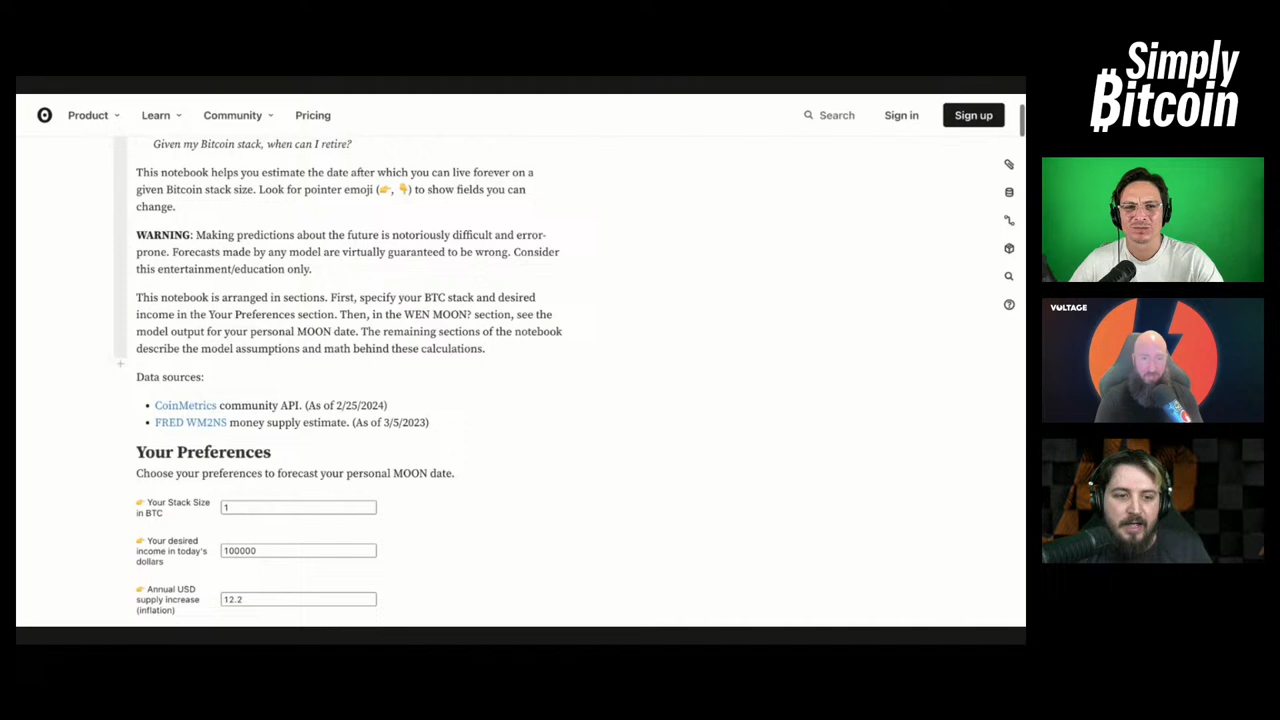 Simply
Bitcoin
Product
Learn
Community
Pricing
Search
Sign in
Sign up
Given my Bitcoin stack, when can I retire?
This notebook helps you estimate the date after which you can live forever on a
given Bitcoin stack size. Look for pointer emoji (👉, 👇) to show fields you can
change.
WARNING: Making predictions about the future is notoriously difficult and error-
prone. Forecasts made by any model are virtually guaranteed to be wrong. Consider
this entertainment/education only.
This notebook is arranged in sections. First, specify your BTC stack and desired
income in the Your Preferences section. Then, in the WEN MOON? section, see the
model output for your personal MOON date. The remaining sections of the notebook
describe the model assumptions and math behind these calculations.
Data sources:
• CoinMetrics community API. (As of 2/25/2024)
• FRED WM2NS money supply estimate. (As of 3/5/2023)
Your Preferences
Choose your preferences to forecast your personal MOON date.
👉 Your Stack Size
in BTC
1
👉 Your desired
income in today's
dollars
100000
👉 Annual USD
supply increase
(inflation)
12.2
VOLTAGE